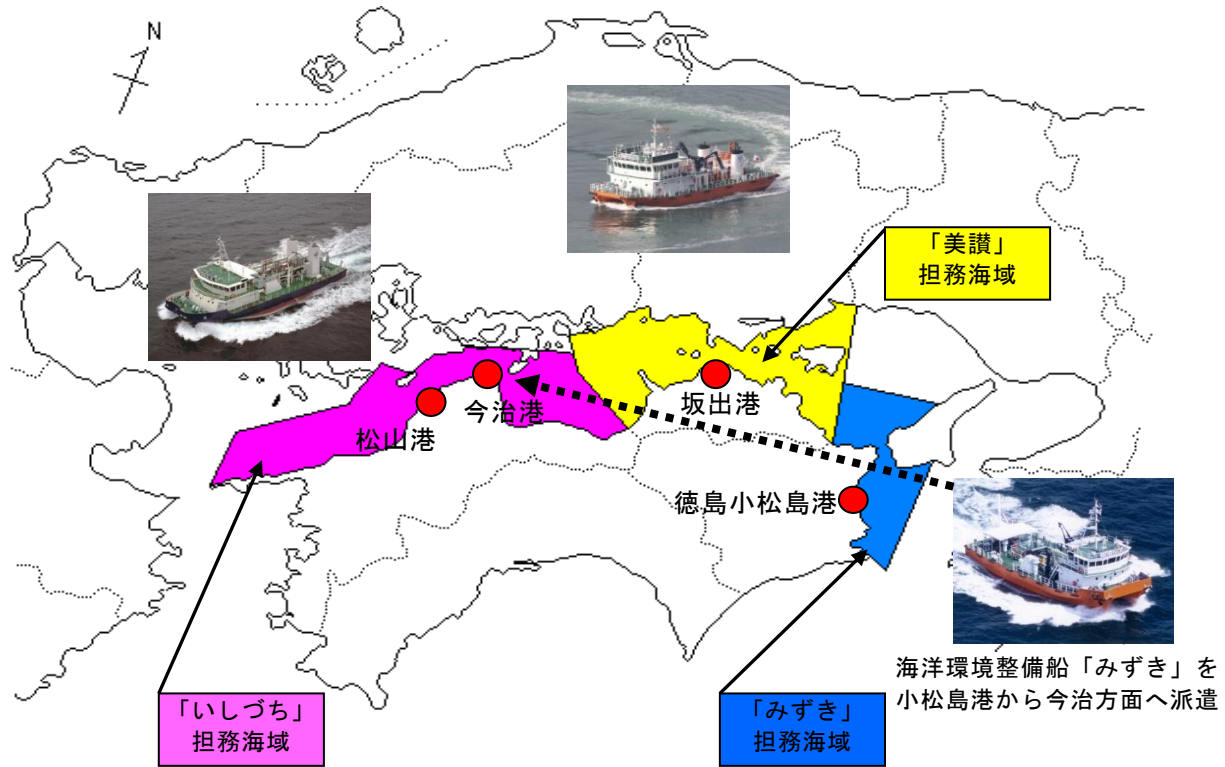 N
「美讃」
担務海域
坂出港
今治港
松山港
徳島小松島港
海洋環境整備船「みずき」を
小松島港から今治方面へ派遣
「いしづち」
担務海域
「みずき」
担務海域